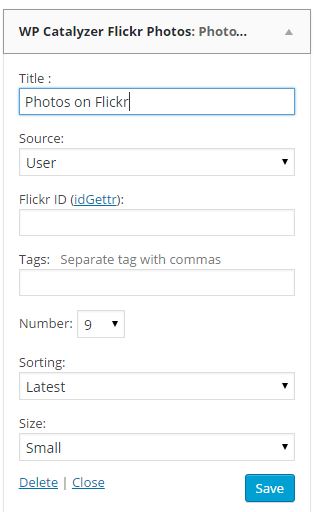 WP Catalyzer Flickr Photos: Photo...
Title :
Photos on Flickr
Source:
User
Flickr ID (idGettr):
Tags: Separate tag with commas
Number: 9
Sorting:
Latest
Size:
Small
Delete | Close
Save